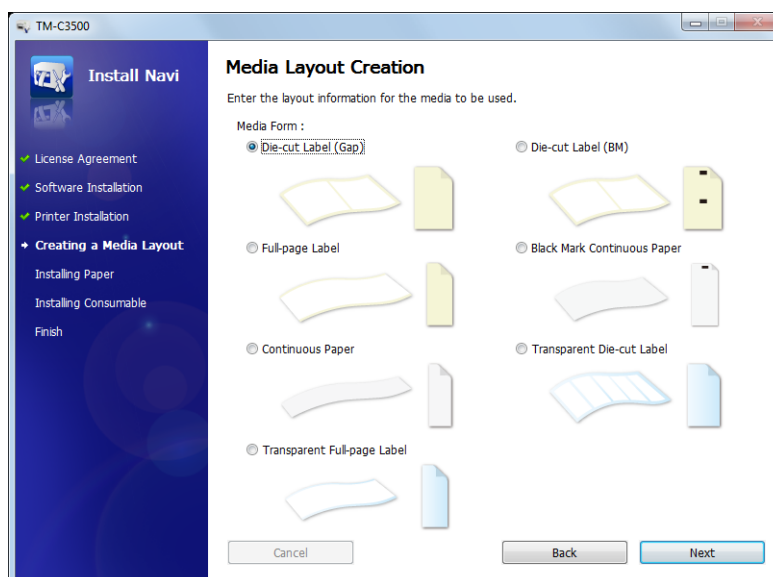 TM-C3500
Install Navi
License Agreement
Software Installation
Printer Installation
Creating a Media Layout
Installing Paper
Installing Consumable
Finish
Media Layout Creation
Enter the layout information for the media to be used.
Media Form :
Die-cut Label (Gap)
Die-cut Label (BM)
Full-page Label
Black Mark Continuous Paper
Continuous Paper
Transparent Die-cut Label
Transparent Full-page Label
Cancel
Back
Next